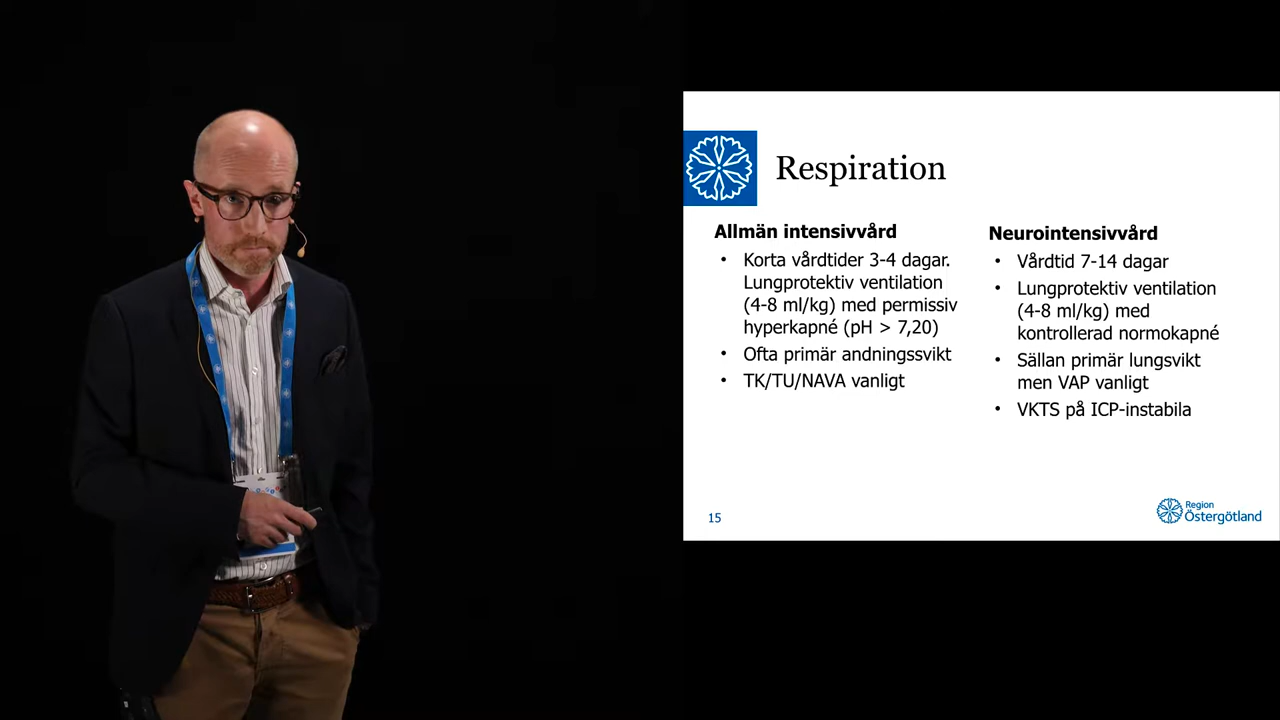 Respiration
Allmän intensivvård
• Korta vårdtider 3-4 dagar.
Lungprotektiv ventilation
(4-8 ml/kg) med permissiv
hyperkapné (pH > 7,20)
• Ofta primär andningssvikt
• TK/TU/NAVA vanligt
Neurointensivvård
• Vårdtid 7-14 dagar
• Lungprotektiv ventilation
(4-8 ml/kg) med
kontrollerad normokapné
• Sällan primär lungsvikt
men VAP vanligt
• VKTS på ICP-instabila
15
Region
Östergötland